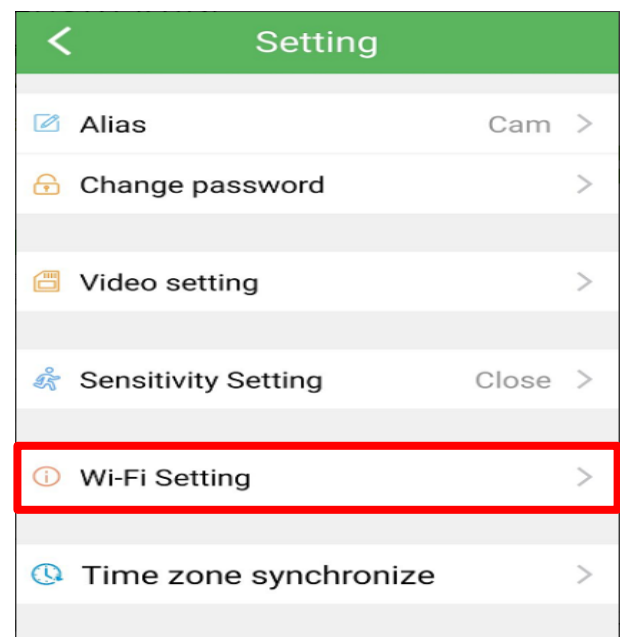 Setting
Alias Cam
Change password
Video setting
Sensitivity Setting Close
Wi-Fi Setting
Time zone synchronize